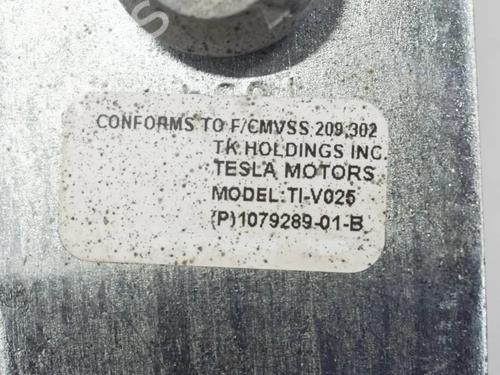 CONFORMS TO F/CMVSS 209,302
TK HOLDINGS INC.
TESLA MOTORS
MODEL: TI-V025
(P)1079289-01-B